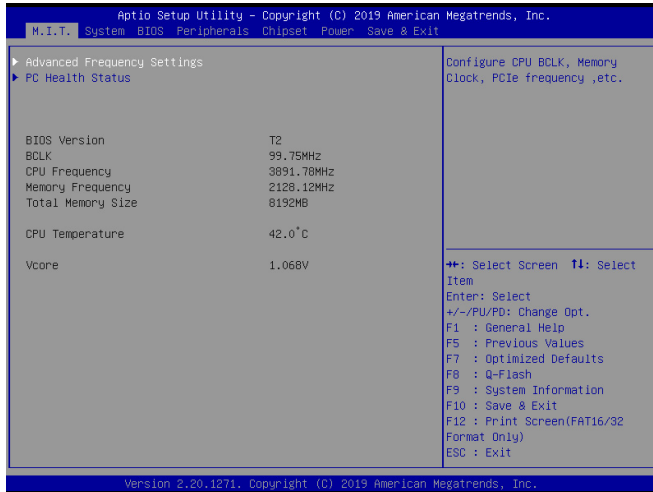 Aptio Setup Utility – Copyright (C) 2019 American Megatrends, Inc.
M.I.T. System BIOS Peripherals Chipset Power Save & Exit
Advanced Frequency Settings
PC Health Status
BIOS Version T2
BCLK 99.75MHz
CPU Frequency 3891.78MHz
Memory Frequency 2128.12MHz
Total Memory Size 8192MB
CPU Temperature 42.0°C
Vcore 1.068V
Configure CPU BCLK, Memory
Clock, PCIe frequency ,etc.
→←: Select Screen ↑↓: Select
Item
Enter: Select
+/-/PU/PD: Change Opt.
F1 : General Help
F5 : Previous Values
F7 : Optimized Defaults
F8 : Q-Flash
F9 : System Information
F10 : Save & Exit
F12 : Print Screen(FAT16/32
Format Only)
ESC : Exit
Version 2.20.1271. Copyright (C) 2019 American Megatrends, Inc.